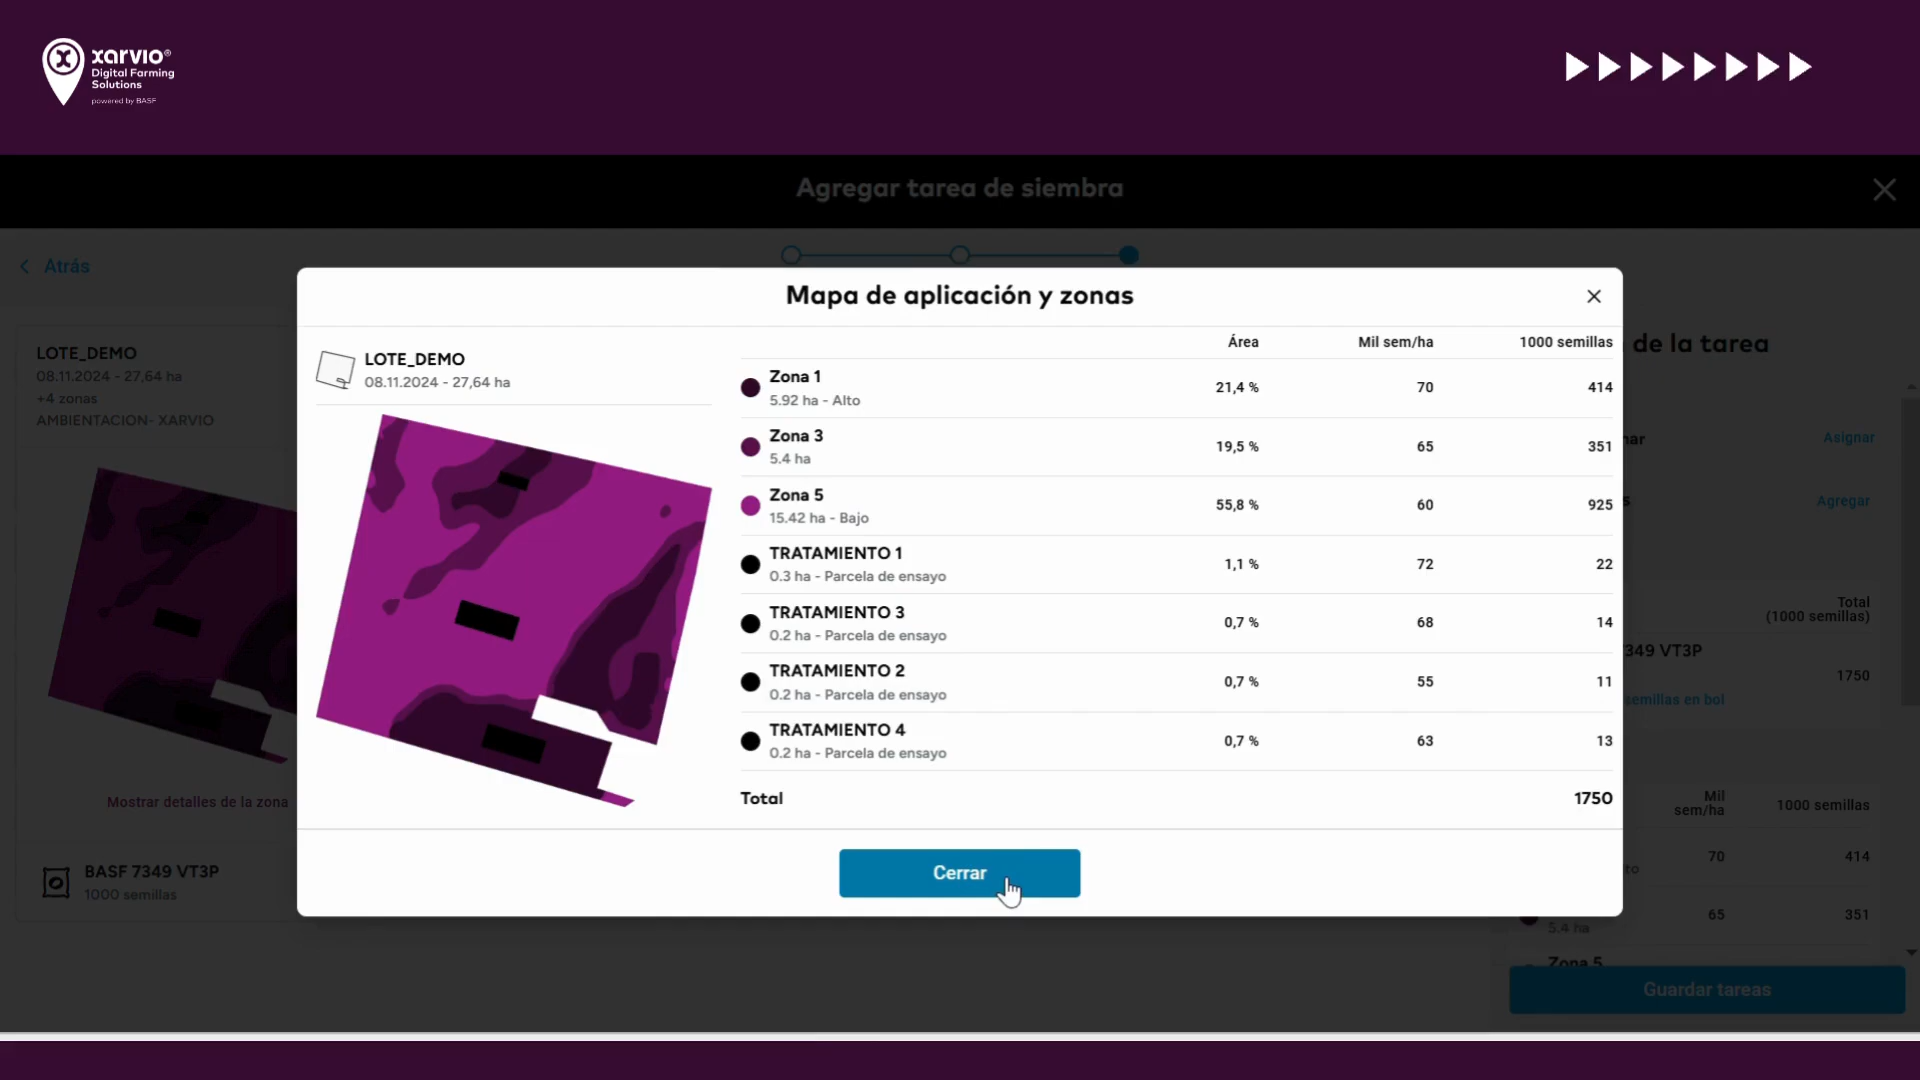 xarvio®
Digital Farming
Solutions
powered by BASF
Agregar tarea de siembra
Atrás
LOTE_DEMO
08.11.2024 - 27,64 ha
+4 zonas
AMBIENTACION- XARVIO
Mostrar detalles de la zona
BASF 7349 VT3P
1000 semillas
Mapa de aplicación y zonas
LOTE_DEMO
08.11.2024 - 27,64 ha
Área Mil sem/ha 1000 semillas
Zona 1
5.92 ha - Alto
21,4 % 70 414
Zona 3
5.4 ha
19,5 % 65 351
Zona 5
15.42 ha - Bajo
55,8 % 60 925
TRATAMIENTO 1
0.3 ha - Parcela de ensayo
1,1 % 72 22
TRATAMIENTO 3
0.2 ha - Parcela de ensayo
0,7 % 68 14
TRATAMIENTO 2
0.2 ha - Parcela de ensayo
0,7 % 55 11
TRATAMIENTO 4
0.2 ha - Parcela de ensayo
0,7 % 63 13
Total 1750
Cerrar
de la tarea
Asignar
Agregar
Total
(1000 semillas)
349 VT3P
1750
semillas en bol
Mil
sem/ha
1000 semillas
70 414
65 351
5.4 ha
Zona 5
Guardar tareas